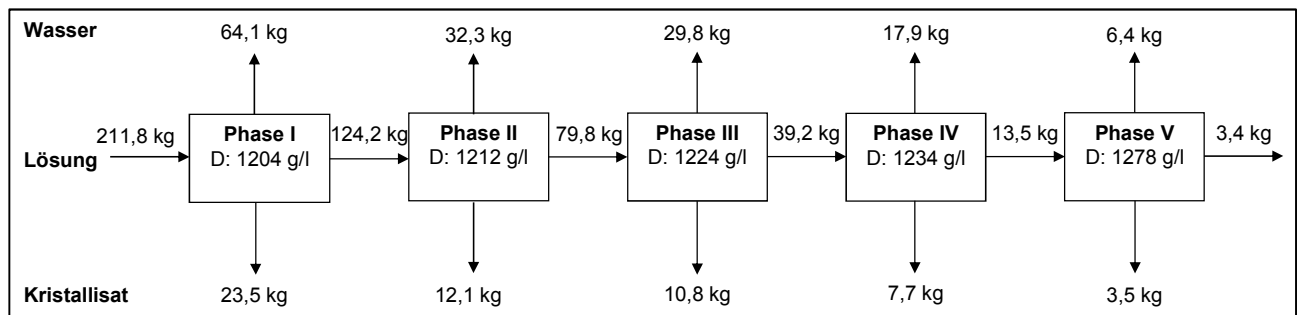 Wasser 64,1 kg 32,3 kg 29,8 kg 17,9 kg 6,4 kg
211,8 kg Phase I 124,2 kg Phase II 79,8 kg Phase III 39,2 kg Phase IV 13,5 kg Phase V 3,4 kg
Lösung D: 1204 g/l D: 1212 g/l D: 1224 g/l D: 1234 g/l D: 1278 g/l
Kristallisat 23,5 kg 12,1 kg 10,8 kg 7,7 kg 3,5 kg